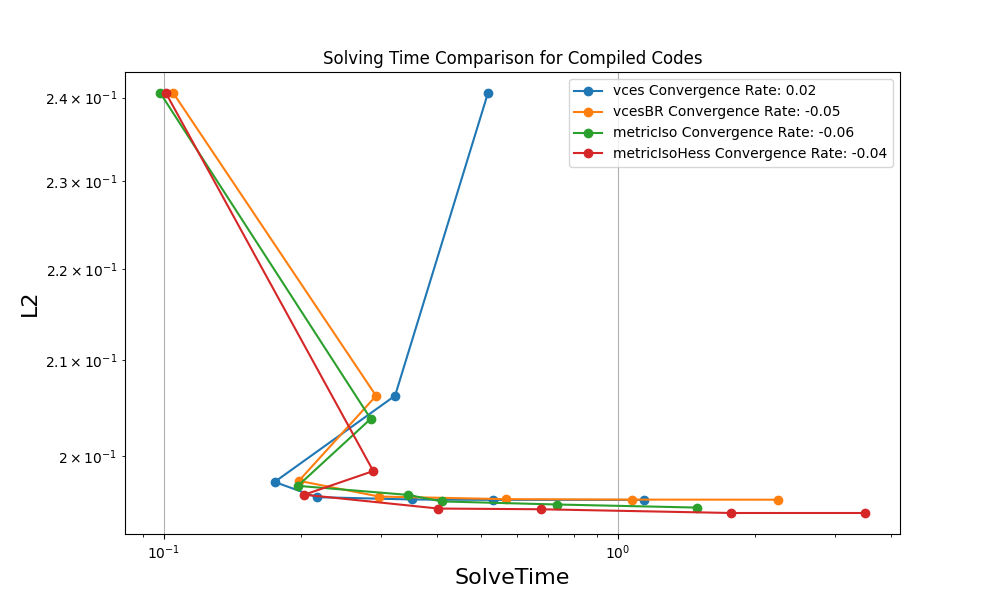 Solving Time Comparison for Compiled Codes
2.4 × 10⁻¹
2.3 × 10⁻¹
2.2 × 10⁻¹
2.1 × 10⁻¹
2 × 10⁻¹
L2
vces Convergence Rate: 0.02
vcesBR Convergence Rate: -0.05
metricIso Convergence Rate: -0.06
metricIsoHess Convergence Rate: -0.04
10⁻¹
10⁰
SolveTime